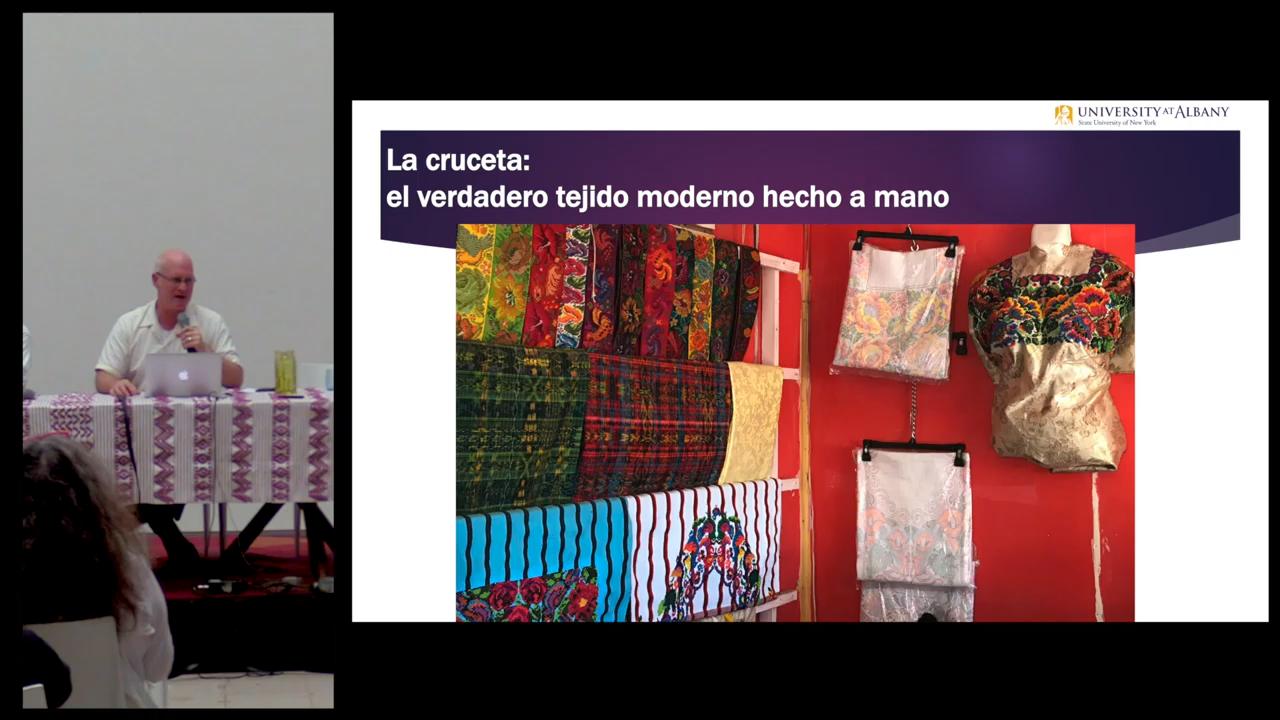 UNIVERSITY AT ALBANY
State University of New York
La cruceta:
el verdadero tejido moderno hecho a mano